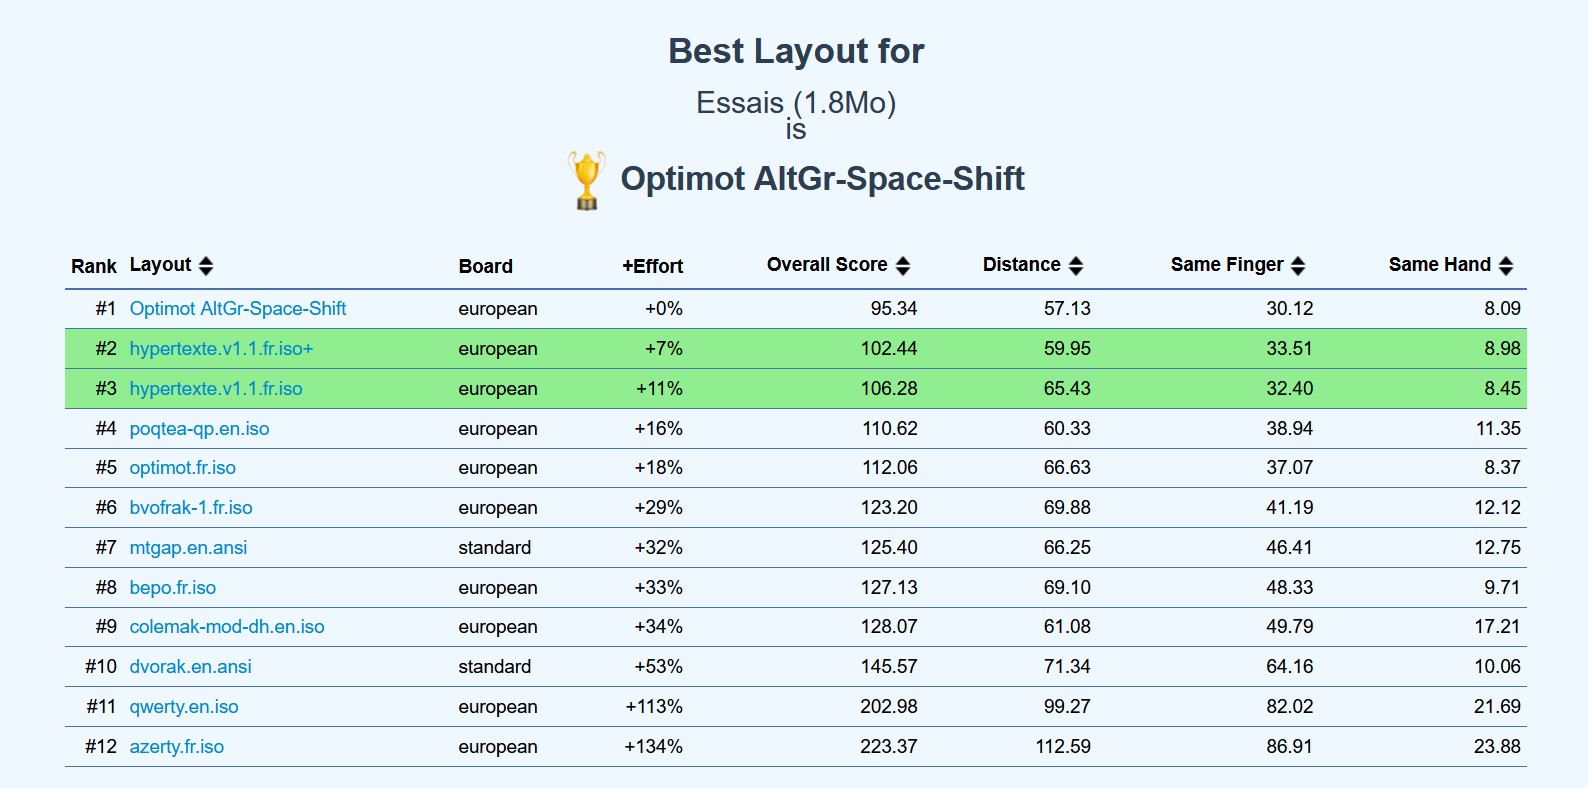 Best Layout for
Essais (1.8Mo)
is
Optimot AltGr-Space-Shift
Rank Layout Board +Effort Overall Score Distance Same Finger Same Hand
#1 Optimot AltGr-Space-Shift european +0% 95.34 57.13 30.12 8.09
#2 hypertexte.v1.1.fr.iso+ european +7% 102.44 59.95 33.51 8.98
#3 hypertexte.v1.1.fr.iso european +11% 106.28 65.43 32.40 8.45
#4 poqtea-qp.en.iso european +16% 110.62 60.33 38.94 11.35
#5 optimot.fr.iso european +18% 112.06 66.63 37.07 8.37
#6 bvofrak-1.fr.iso european +29% 123.20 69.88 41.19 12.12
#7 mtgap.en.ansi standard +32% 125.40 66.25 46.41 12.75
#8 bepo.fr.iso european +33% 127.13 69.10 48.33 9.71
#9 colemak-mod-dh.en.iso european +34% 128.07 61.08 49.79 17.21
#10 dvorak.en.ansi standard +53% 145.57 71.34 64.16 10.06
#11 qwerty.en.iso european +113% 202.98 99.27 82.02 21.69
#12 azerty.fr.iso european +134% 223.37 112.59 86.91 23.88